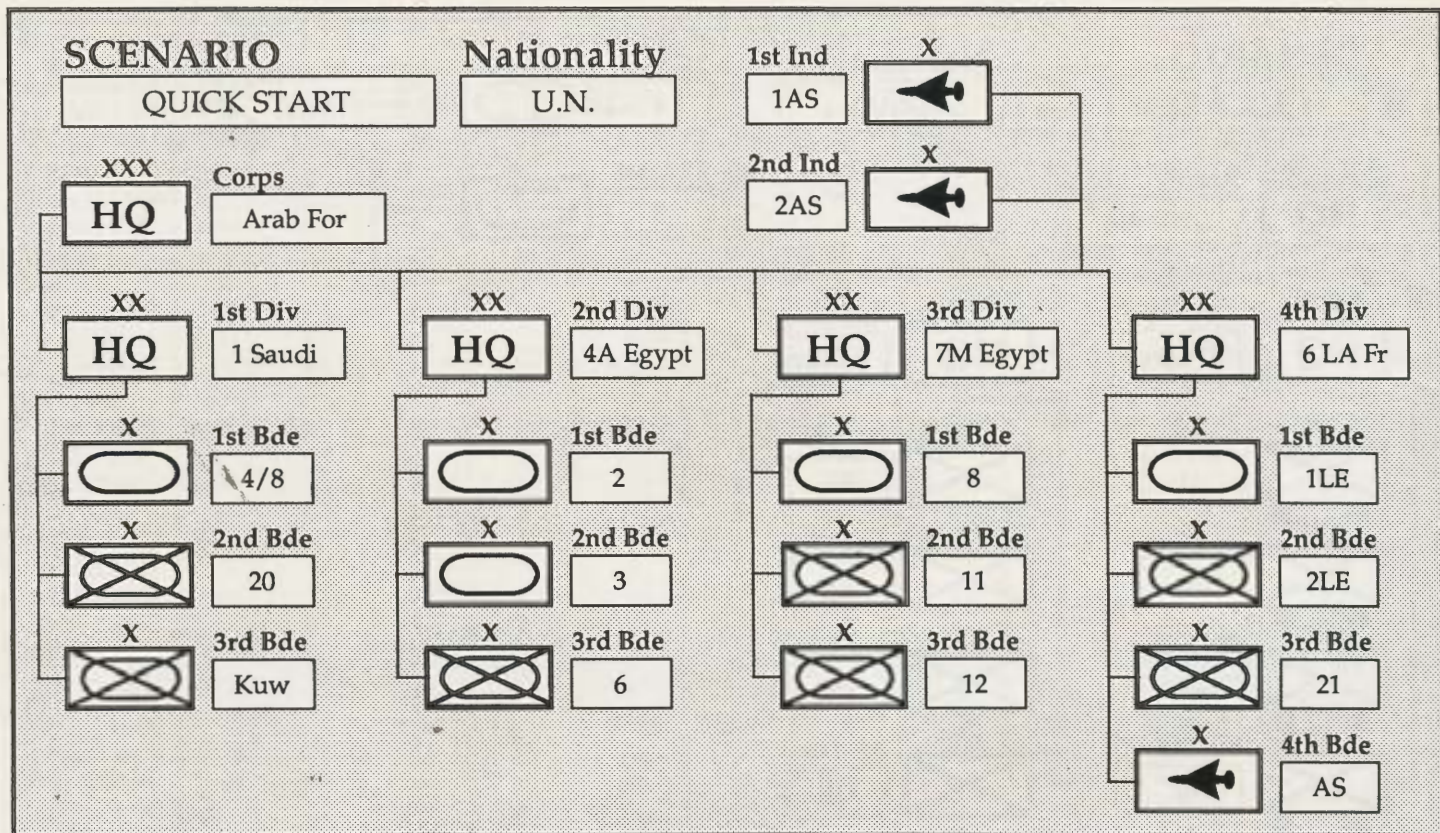 SCENARIO
QUICK START
Nationality
U.N.
1st Ind
1AS
X
2nd Ind
2AS
X
XXX
HQ
Corps
Arab For
XX
HQ
1st Div
1 Saudi
X
1st Bde
4/8
X
2nd Bde
20
X
3rd Bde
Kuw
XX
HQ
2nd Div
4A Egypt
X
1st Bde
2
X
2nd Bde
3
X
3rd Bde
6
XX
HQ
3rd Div
7M Egypt
X
1st Bde
8
X
2nd Bde
11
X
3rd Bde
12
XX
HQ
4th Div
6 LA Fr
X
1st Bde
1LE
X
2nd Bde
2LE
X
3rd Bde
21
X
4th Bde
AS